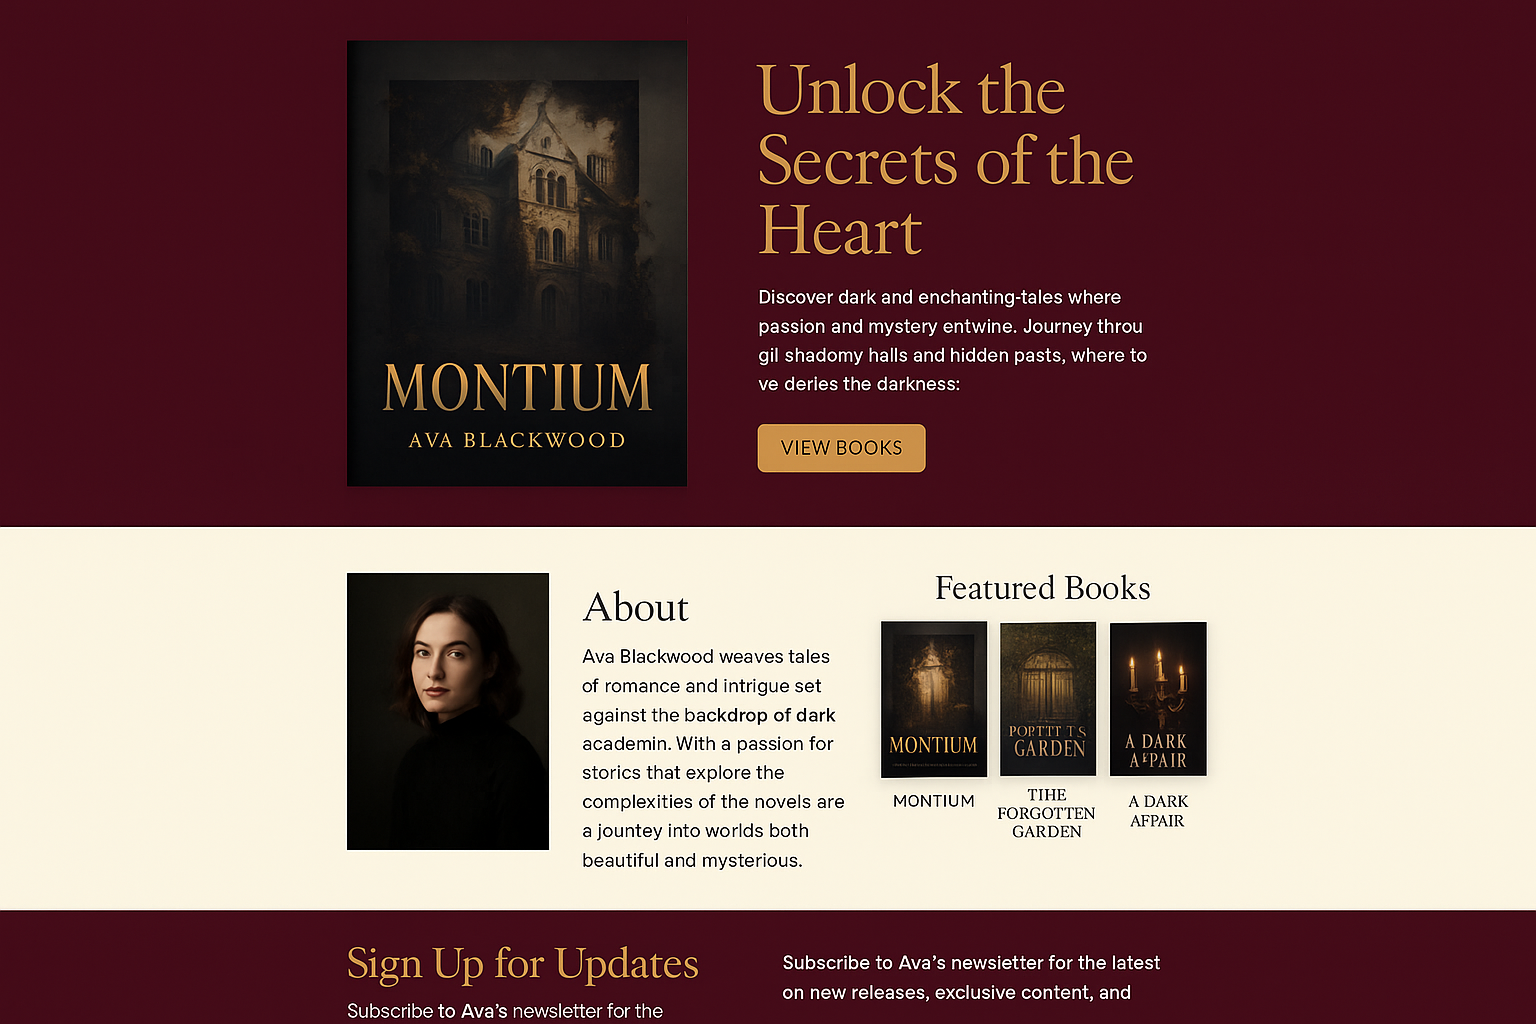 MONTIUM
AVA BLACKWOOD
Unlock the
Secrets of the
Heart
Discover dark and enchanting-tales where
passion and mystery entwine. Journey throu
gil shadomy halls and hidden pasts, where to
ve deries the darkness:
VIEW BOOKS
About
Ava Blackwood weaves tales
of romance and intrigue set
against the backdrop of dark
academin. With a passion for
storics that explore the
complexities of the novels are
a jountey into worlds both
beautiful and mysterious.
Featured Books
MONTIUM
GARDEN
A DARK
MONTIUM
TIHE
FORGOTTEN
GARDEN
A DARK
AFPAIR
Sign Up for Updates
Subscribe to Ava's newsletter for the
Subscribe to Ava's newsietter for the latest
on new releases, exclusive content, and